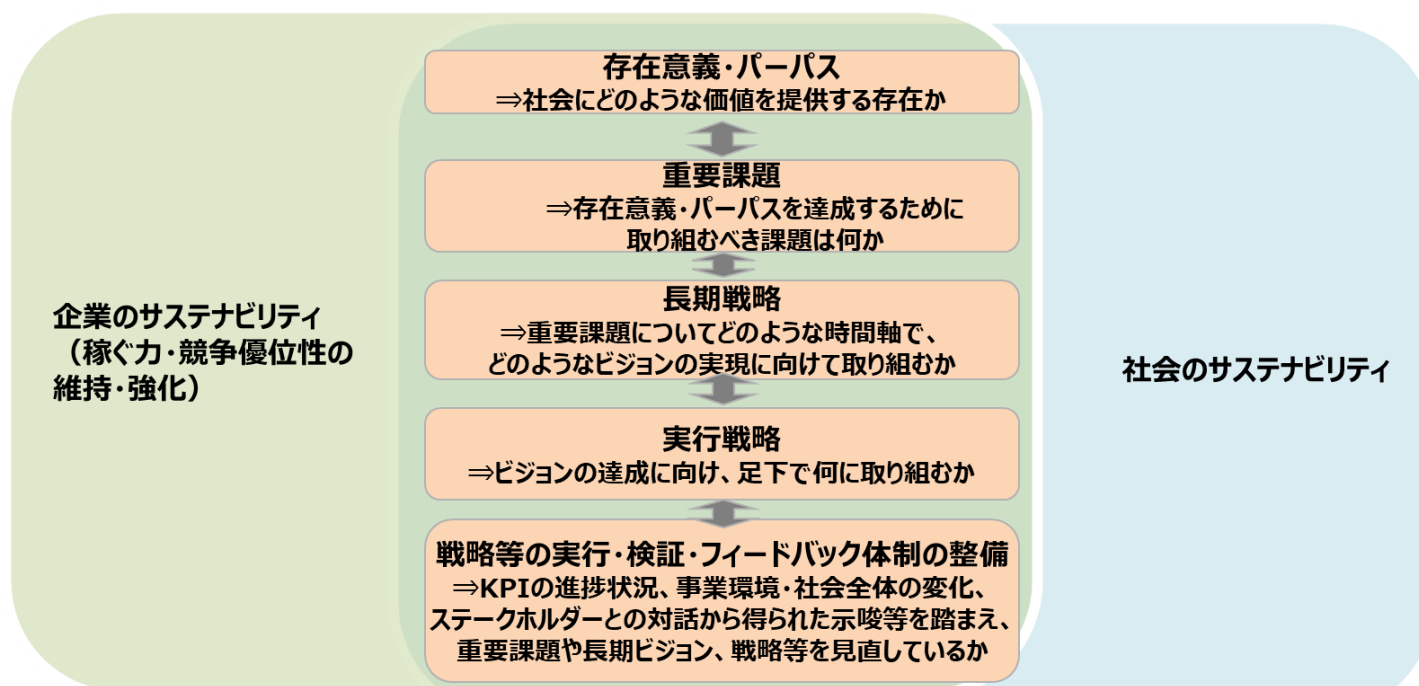 存在意義・パーパス
⇒社会にどのような価値を提供する存在か
重要課題
⇒存在意義・パーパスを達成するために
取り組むべき課題は何か
長期戦略
⇒重要課題についてどのような時間軸で、
どのようなビジョンの実現に向けて取り組むか
実行戦略
⇒ビジョンの達成に向け、足下で何に取り組むか
戦略等の実行・検証・フィードバック体制の整備
⇒KPIの進捗状況、事業環境・社会全体の変化、
ステークホルダーとの対話から得られた示唆等を踏まえ、
重要課題や長期ビジョン、戦略等を見直しているか
企業のサステナビリティ
（稼ぐ力・競争優位性の
維持・強化）
社会のサステナビリティ